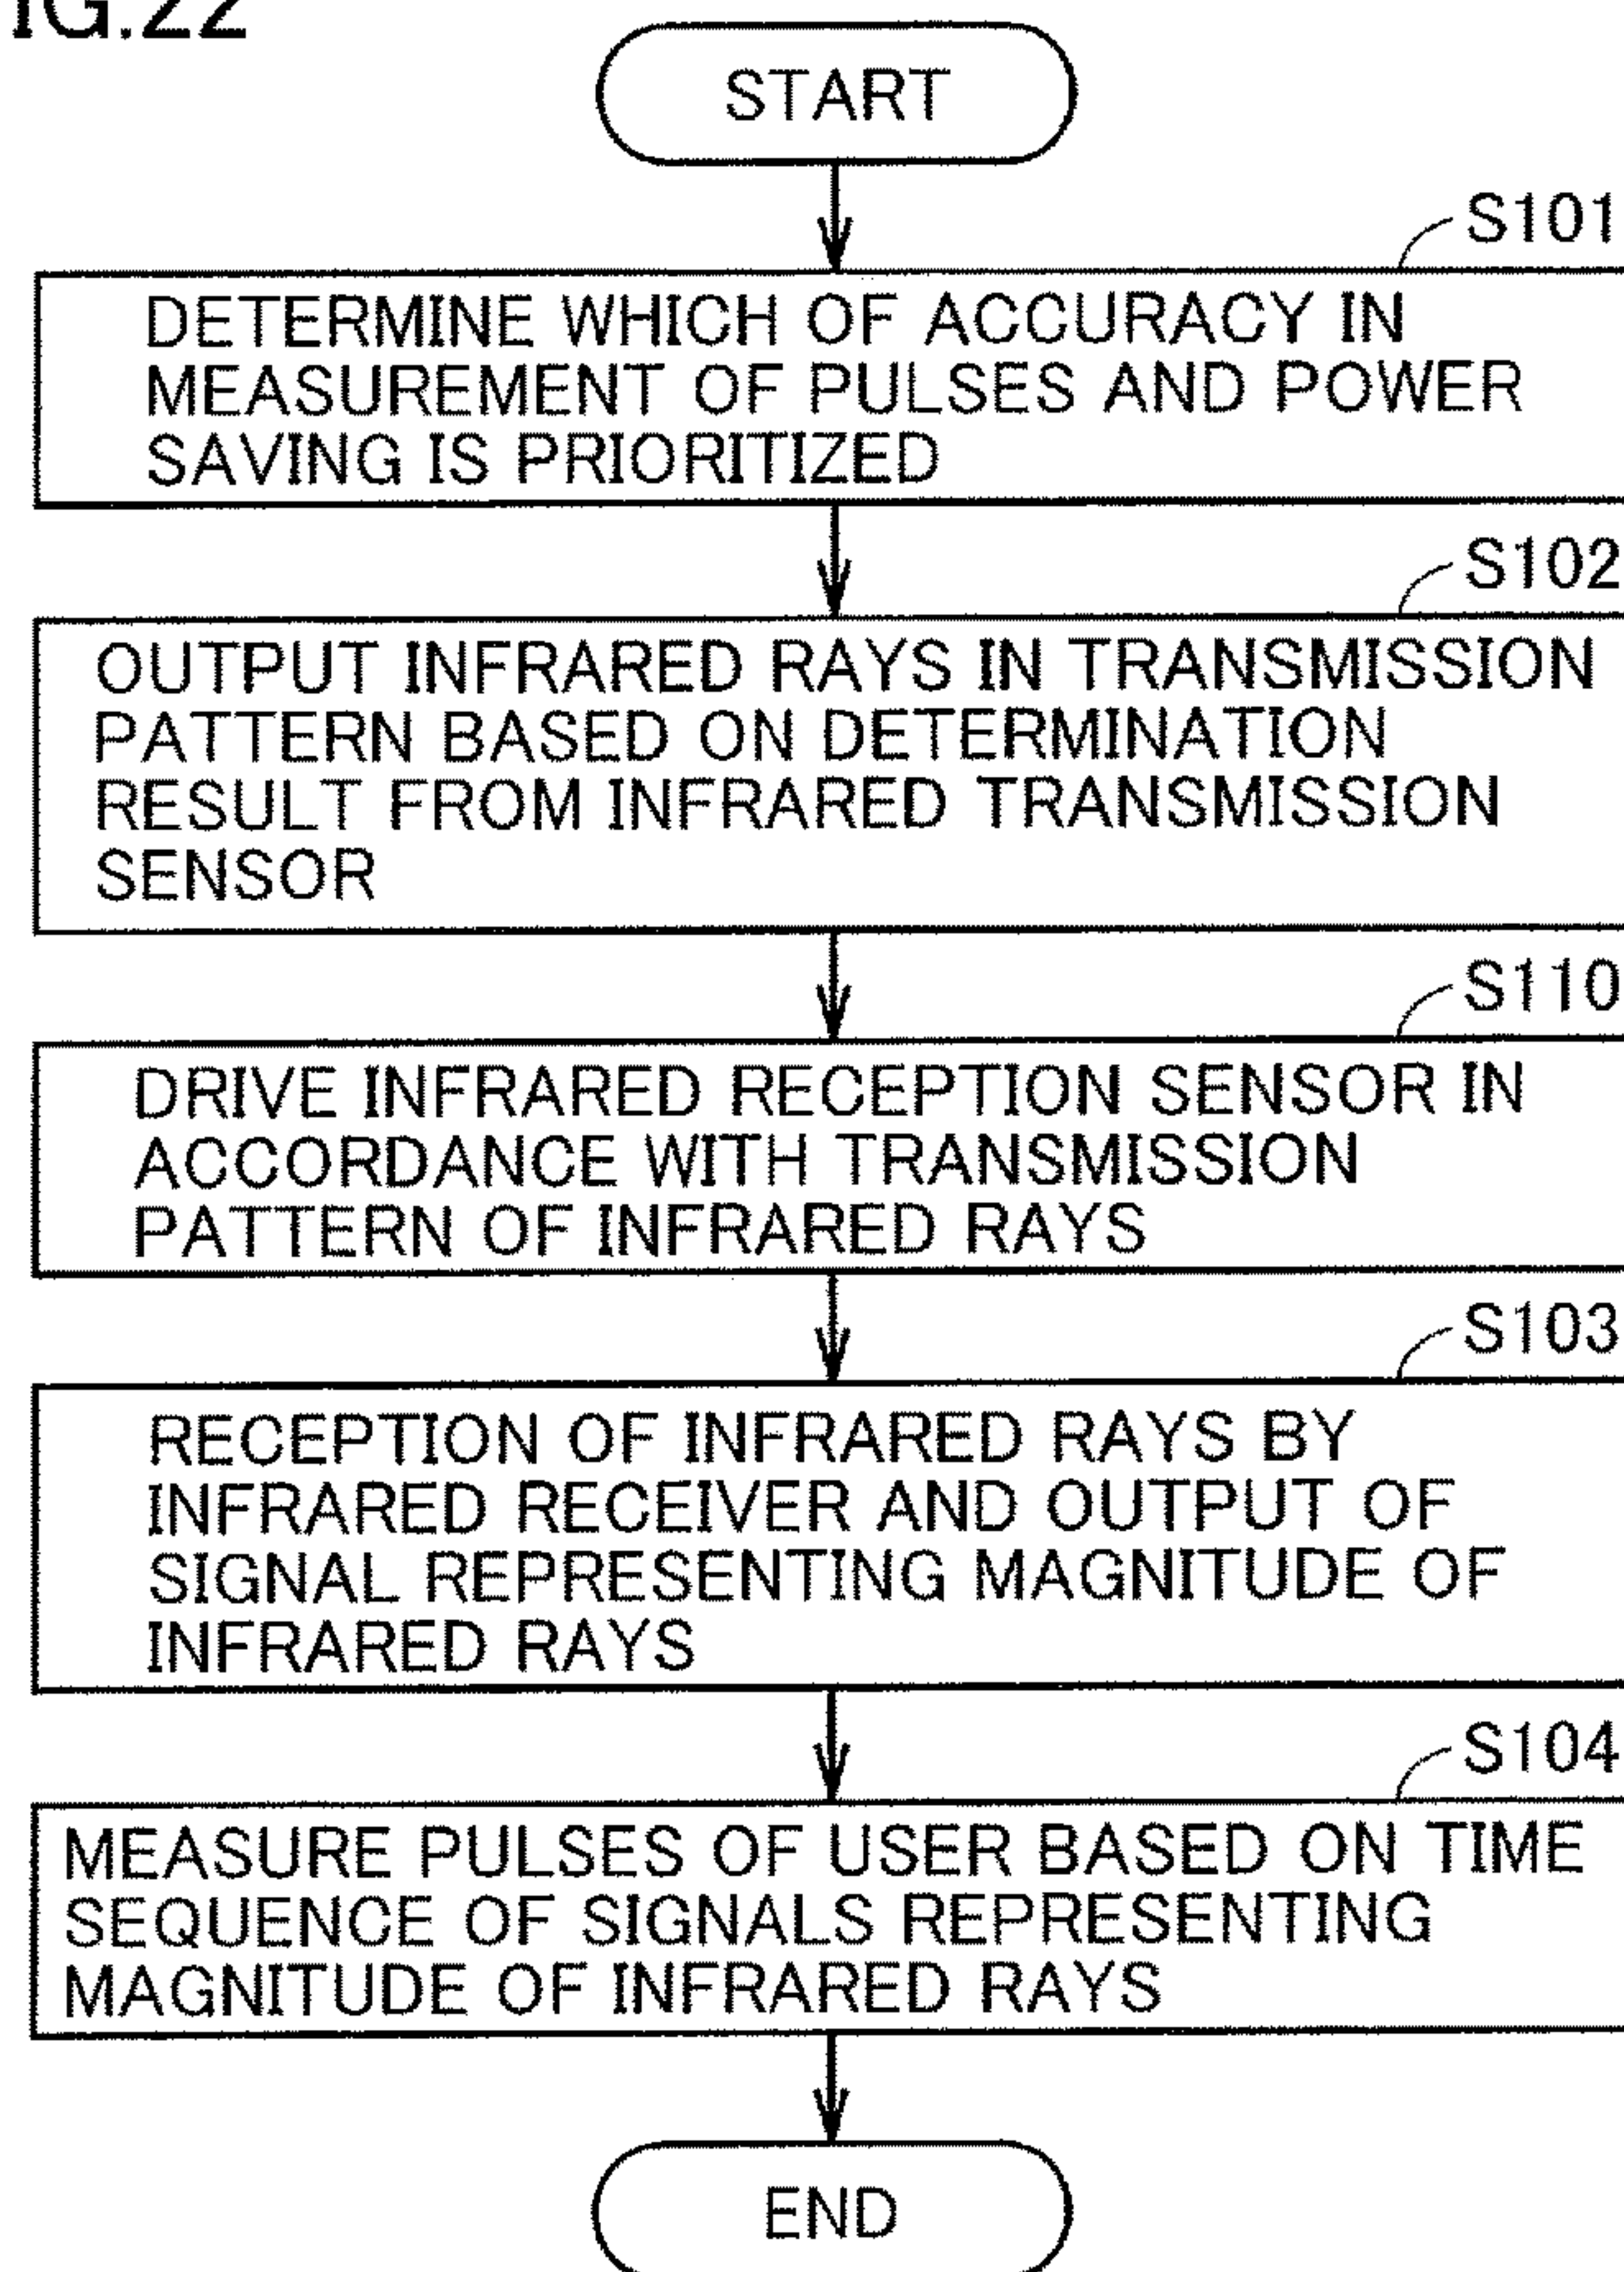 IG.22
START
S101
DETERMINE WHICH OF ACCURACY IN
MEASUREMENT OF PULSES AND POWER
SAVING IS PRIORITIZED
S102
OUTPUT INFRARED RAYS IN TRANSMISSION
PATTERN BASED ON DETERMINATION
RESULT FROM INFRARED TRANSMISSION
SENSOR
S110
DRIVE INFRARED RECEPTION SENSOR IN
ACCORDANCE WITH TRANSMISSION
PATTERN OF INFRARED RAYS
S103
RECEPTION OF INFRARED RAYS BY
INFRARED RECEIVER AND OUTPUT OF
SIGNAL REPRESENTING MAGNITUDE OF
INFRARED RAYS
S104
MEASURE PULSES OF USER BASED ON TIME
SEQUENCE OF SIGNALS REPRESENTING
MAGNITUDE OF INFRARED RAYS
END